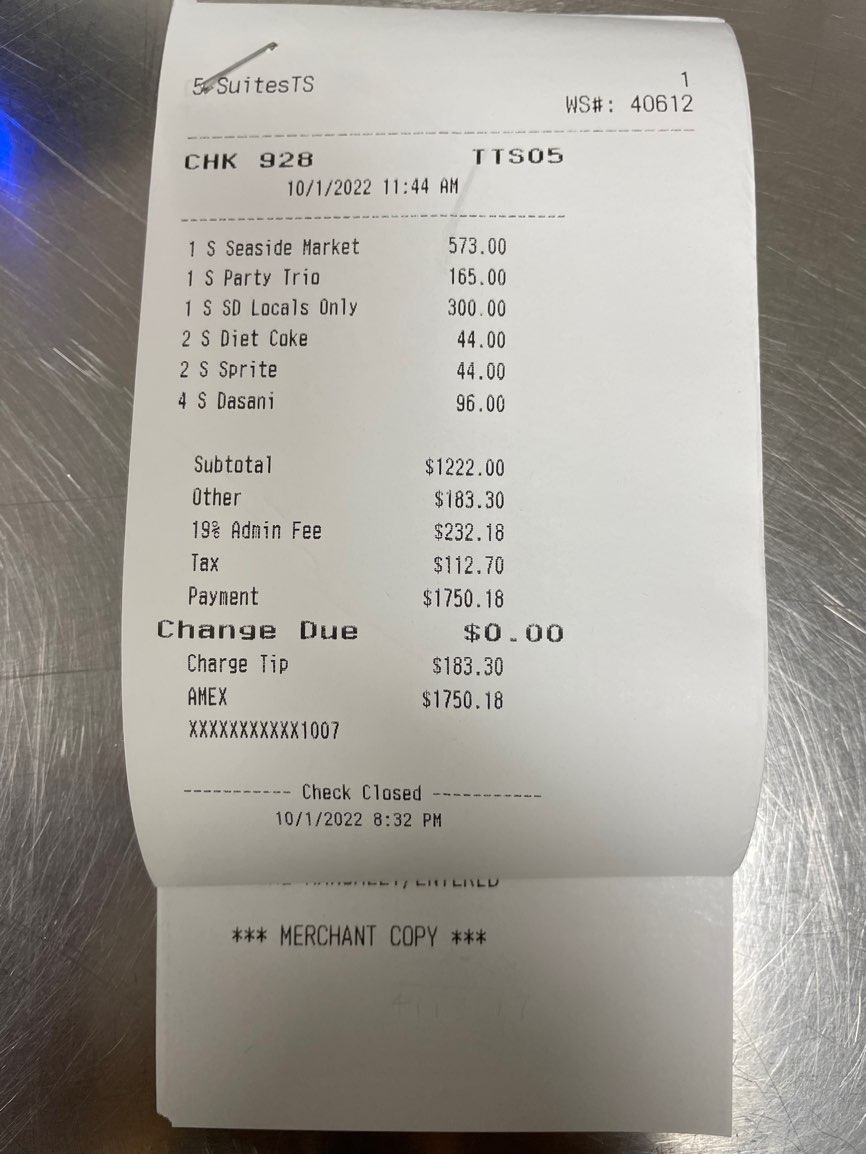 5 SuitesTS 1
WS#: 40612
CHK 928 TTS05
10/1/2022 11:44 AM
1 S Seaside Market 573.00
1 S Party Trio 165.00
1 S SD Locals Only 300.00
2 S Diet Coke 44.00
2 S Sprite 44.00
4 S Dasani 96.00
Subtotal $1222.00
Other $183.30
19% Admin Fee $232.18
Tax $112.70
Payment $1750.18
Change Due $0.00
Charge Tip $183.30
AMEX $1750.18
XXXXXXXXXXX1007
----------- Check Closed -----------
10/1/2022 8:32 PM
*** MERCHANT COPY ***